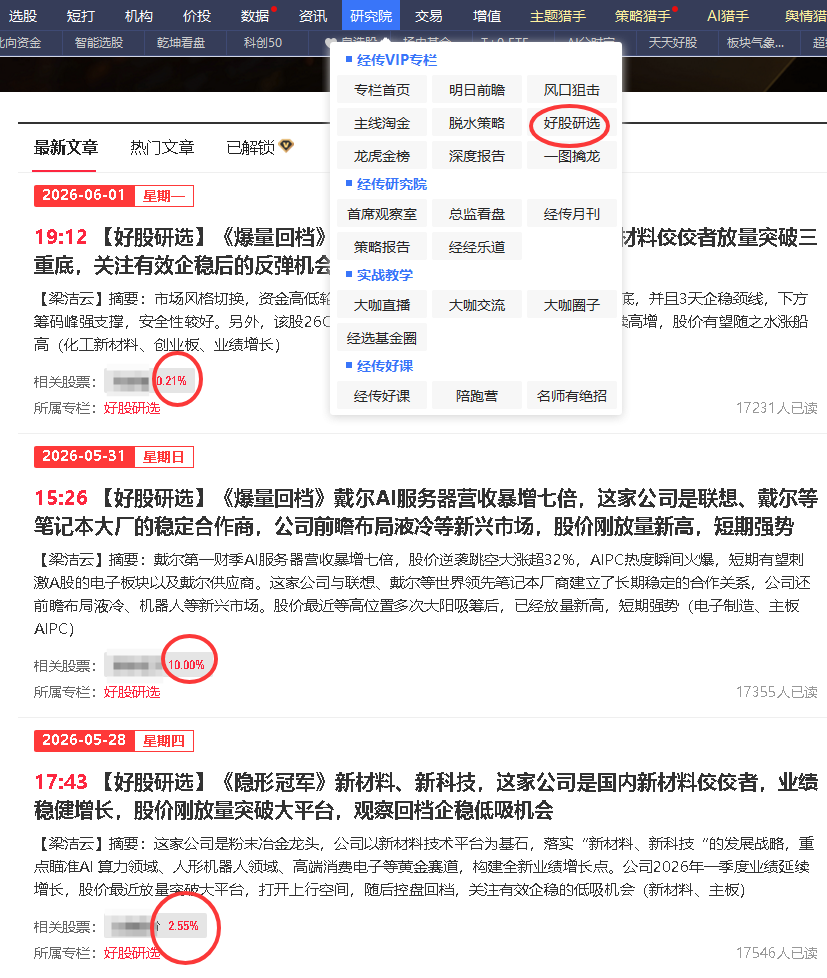 选股 短打 机构 价投 数据 资讯 研究院 交易 增值 主题猎手 策略猎手 AI猎手 舆情猎
北向资金 智能选股 乾坤看盘 科创50 T+0 ETF AI分时宝 天天好股 板块气象...
经传VIP专栏
专栏首页 明日前瞻 风口狙击
主线淘金 脱水策略 好股研选
龙虎金榜 深度报告 一图擒龙
经传研究院
首席观察室 总监看盘 经传月刊
策略报告 经经乐道
实战教学
大咖直播 大咖交流 大咖圈子
经选基金圈
经传好课
经传好课 陪跑营 名师有绝招
最新文章 热门文章 已解锁
2026-06-01 星期一
19:12 【好股研选】《爆量回档》 材料佼佼者放量突破三
重底，关注有效企稳后的反弹机会
【梁洁云】摘要：市场风格切换，资金高低轮 底，并且3天企稳颈线，下方
筹码峰强支撑，安全性较好。另外，该股26 续高增，股价有望随之水涨船
高（化工新材料、创业板、业绩增长）
相关股票： 0.21%
所属专栏：好股研选 17231人已读
2026-05-31 星期日
15:26 【好股研选】《爆量回档》戴尔AI服务器营收暴增七倍，这家公司是联想、戴尔等
笔记本大厂的稳定合作商，公司前瞻布局液冷等新兴市场，股价刚放量新高，短期强势
【梁洁云】摘要：戴尔第一财季AI服务器营收暴增七倍，股价逆袭跳空大涨超32%，AIPC热度瞬间火爆，短期有望刺
激A股的电子板块以及戴尔供应商。这家公司与联想、戴尔等世界领先笔记本厂商建立了长期稳定的合作关系，公司还
前瞻布局液冷、机器人等新兴市场。股价最近等高位置多次大阳吸筹后，已经放量新高，短期强势（电子制造、主板
AIPC）
相关股票： 10.00%
所属专栏：好股研选 17355人已读
2026-05-28 星期四
17:43 【好股研选】《隐形冠军》新材料、新科技，这家公司是国内新材料佼佼者，业绩
稳健增长，股价刚放量突破大平台，观察回档企稳低吸机会
【梁洁云】摘要：这家公司是粉末冶金龙头，公司以新材料技术平台为基石，落实“新材料、新科技“的发展战略，重
点瞄准AI 算力领域、人形机器人领域、高端消费电子等黄金赛道，构建全新业绩增长点。公司2026年一季度业绩延续
增长，股价最近放量突破大平台，打开上行空间，随后控盘回档，关注有效企稳的低吸机会（新材料、主板）
相关股票： 2.55%
所属专栏：好股研选 17546人已读